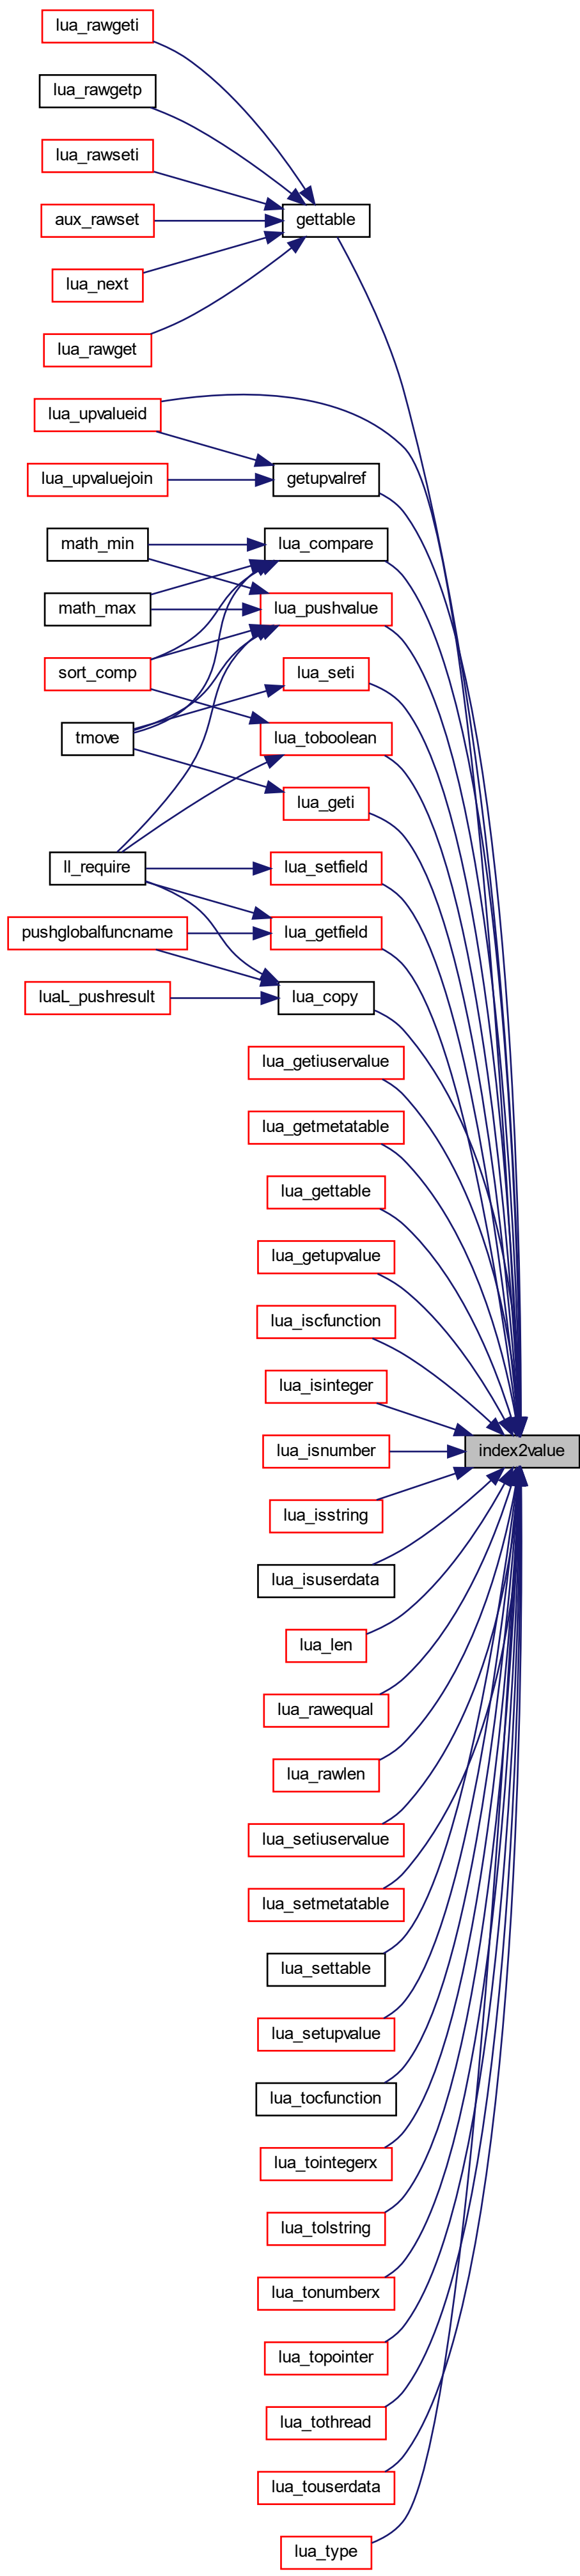 lua_rawgeti
lua_rawgetp
lua_rawseti
aux_rawset
gettable
lua_next
lua_rawget
lua_upvalueid
lua_upvaluejoin
getupvalref
math_min
lua_compare
math_max
lua_pushvalue
sort_comp
lua_seti
tmove
lua_toboolean
lua_geti
ll_require
lua_setfield
pushglobalfuncname
lua_getfield
luaL_pushresult
lua_copy
lua_getiuservalue
lua_getmetatable
lua_gettable
lua_getupvalue
lua_iscfunction
lua_isinteger
lua_isnumber
index2value
lua_isstring
lua_isuserdata
lua_len
lua_rawequal
lua_rawlen
lua_setiuservalue
lua_setmetatable
lua_settable
lua_setupvalue
lua_tocfunction
lua_tointegerx
lua_tolstring
lua_tonumberx
lua_topointer
lua_tothread
lua_touserdata
lua_type